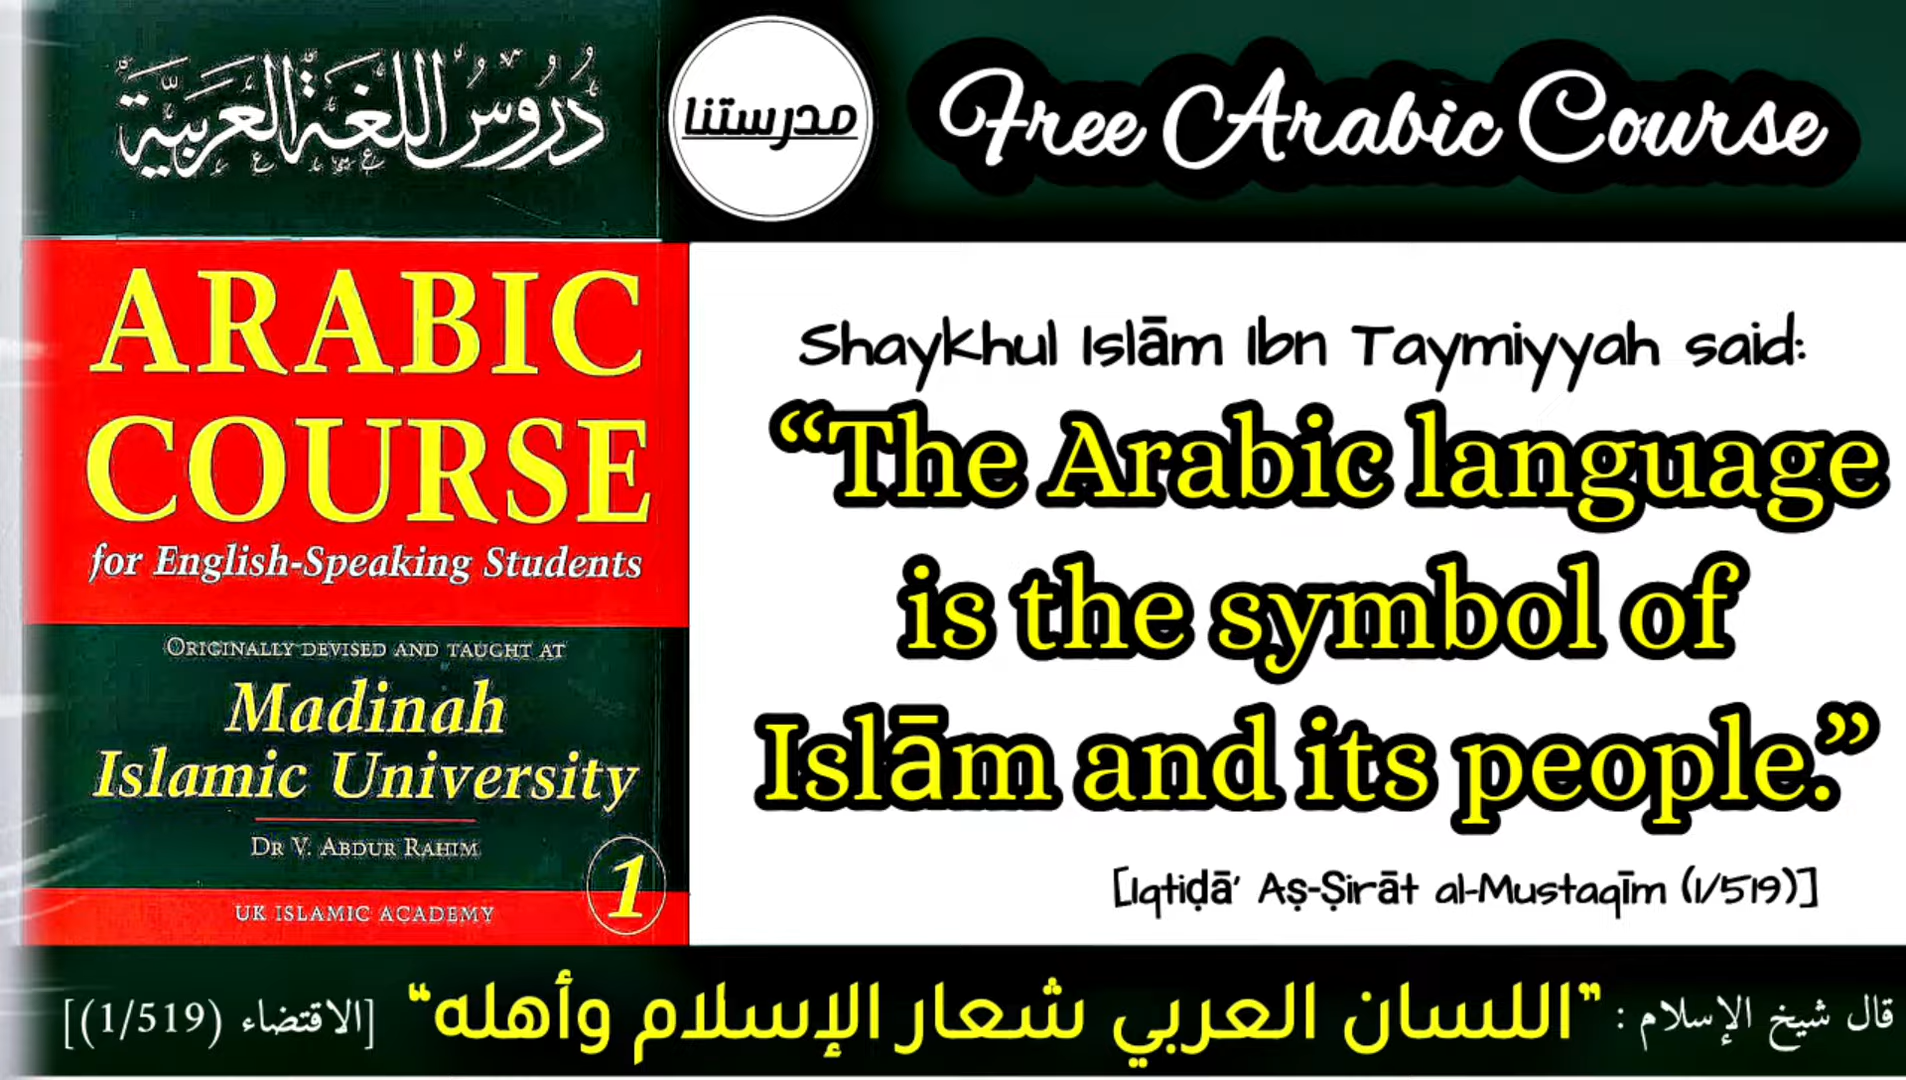 دُرُوسُ اللُّغَةِ العَرَبِيَّةِ
مدرستنا
Free Arabic Course
ARABIC
COURSE
for English-Speaking Students
ORIGINALLY DEVISED AND TAUGHT AT
Madinah
Islamic University
DR V. ABDUR RAHIM
1
UK ISLAMIC ACADEMY
Shaykhul Islām Ibn Taymiyyah said:
“The Arabic language
is the symbol of
Islām and its people.”
[Iqtiḍā’ Aṣ-Ṣirāt al-Mustaqīm (1/519)]
قال شيخ الإسلام : ”اللسان العربي شعار الإسلام وأهله“ [الاقتضاء (1/519)]